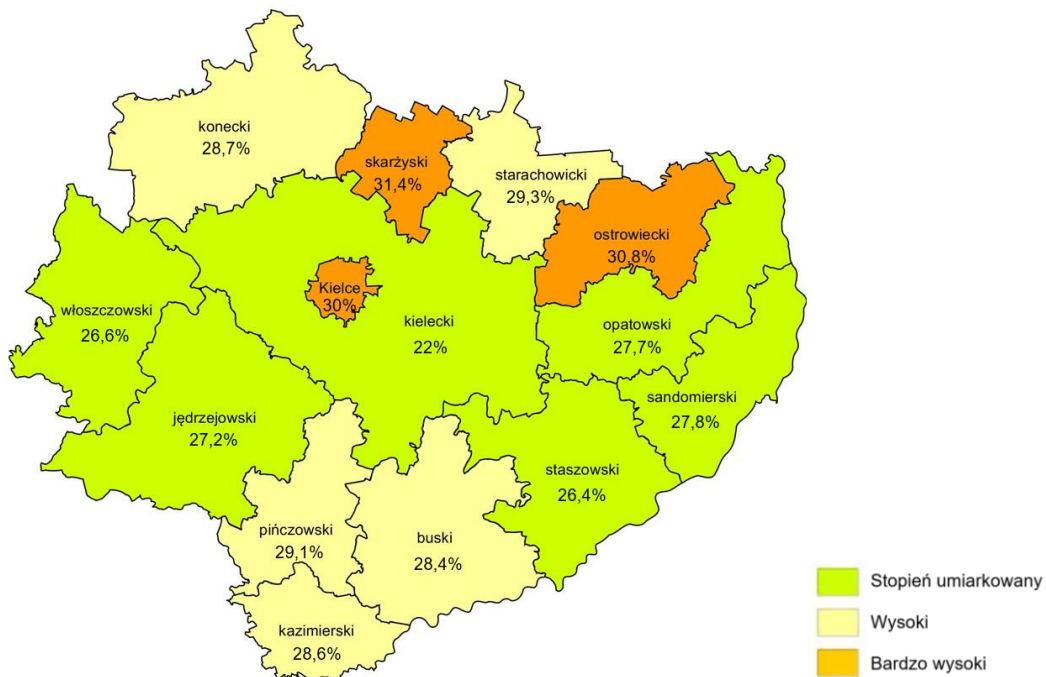 konecki
28,7%
skarżyski
31,4%
starachowicki
29,3%
ostrowiecki
30,8%
Kielce
30%
włoszczowski
26,6%
kielecki
22%
opatowski
27,7%
sandomierski
27,8%
jędrzejowski
27,2%
staszowski
26,4%
pińczowski
29,1%
buski
28,4%
kazimierski
28,6%
Stopień umiarkowany
Wysoki
Bardzo wysoki